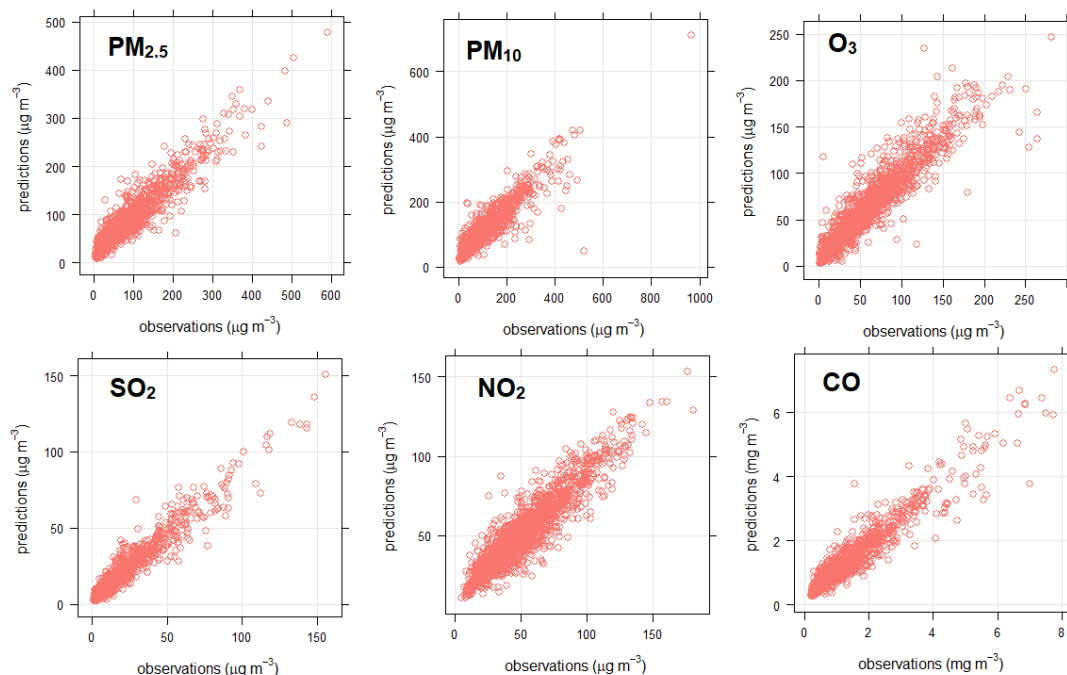 PM₂.₅
500
400
300
200
100
0
predictions (µg m⁻³)
0 100 200 300 400 500 600
observations (µg m⁻³)
PM₁₀
600
400
200
0
predictions (µg m⁻³)
0 200 400 600 800 1000
observations (µg m⁻³)
O₃
250
200
150
100
50
0
predictions (µg m⁻³)
0 50 100 150 200 250
observations (µg m⁻³)
SO₂
150
100
50
0
predictions (µg m⁻³)
0 50 100 150
observations (µg m⁻³)
NO₂
150
100
50
predictions (µg m⁻³)
0 50 100 150
observations (µg m⁻³)
CO
6
4
2
0
predictions (mg m⁻³)
0 2 4 6 8
observations (mg m⁻³)